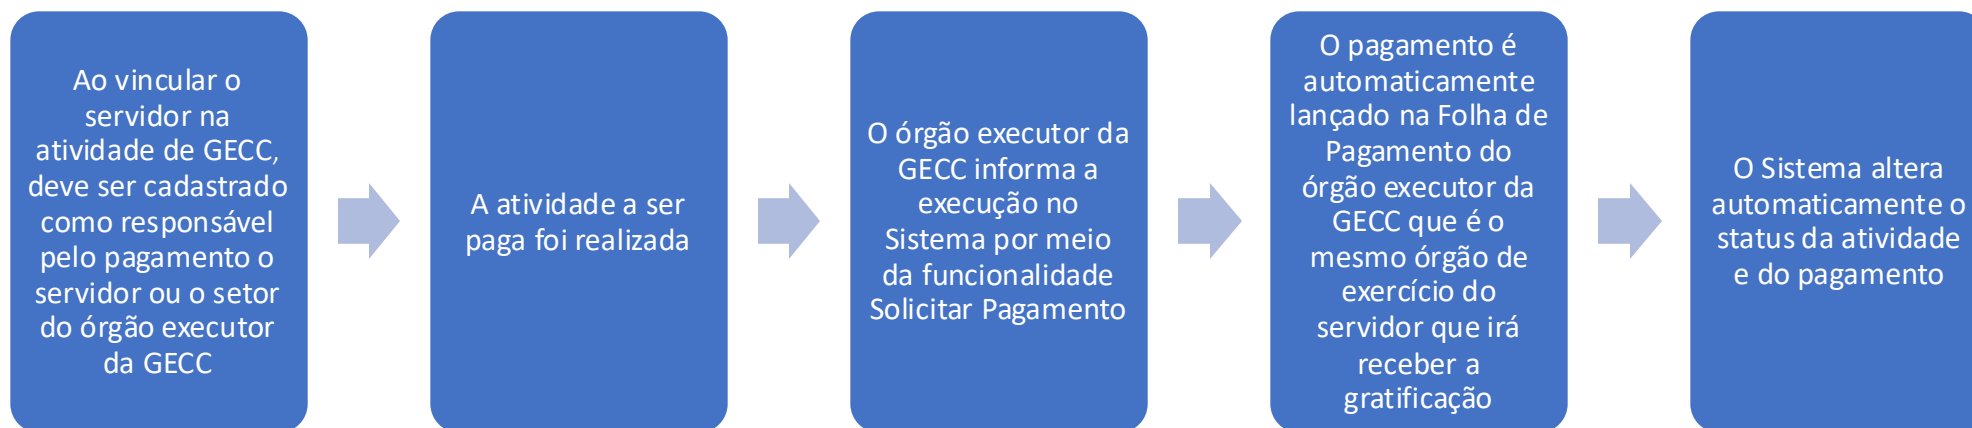 Ao vincular o
servidor na
atividade de GECC,
deve ser cadastrado
como responsável
pelo pagamento o
servidor ou o setor
do órgão executor
da GECC
A atividade a ser
paga foi realizada
O órgão executor da
GECC informa a
execução no
Sistema por meio
da funcionalidade
Solicitar Pagamento
O pagamento é
automaticamente
lançado na Folha de
Pagamento do
órgão executor da
GECC que é o
mesmo órgão de
exercício do
servidor que irá
receber a
gratificação
O Sistema altera
automaticamente o
status da atividade
e do pagamento